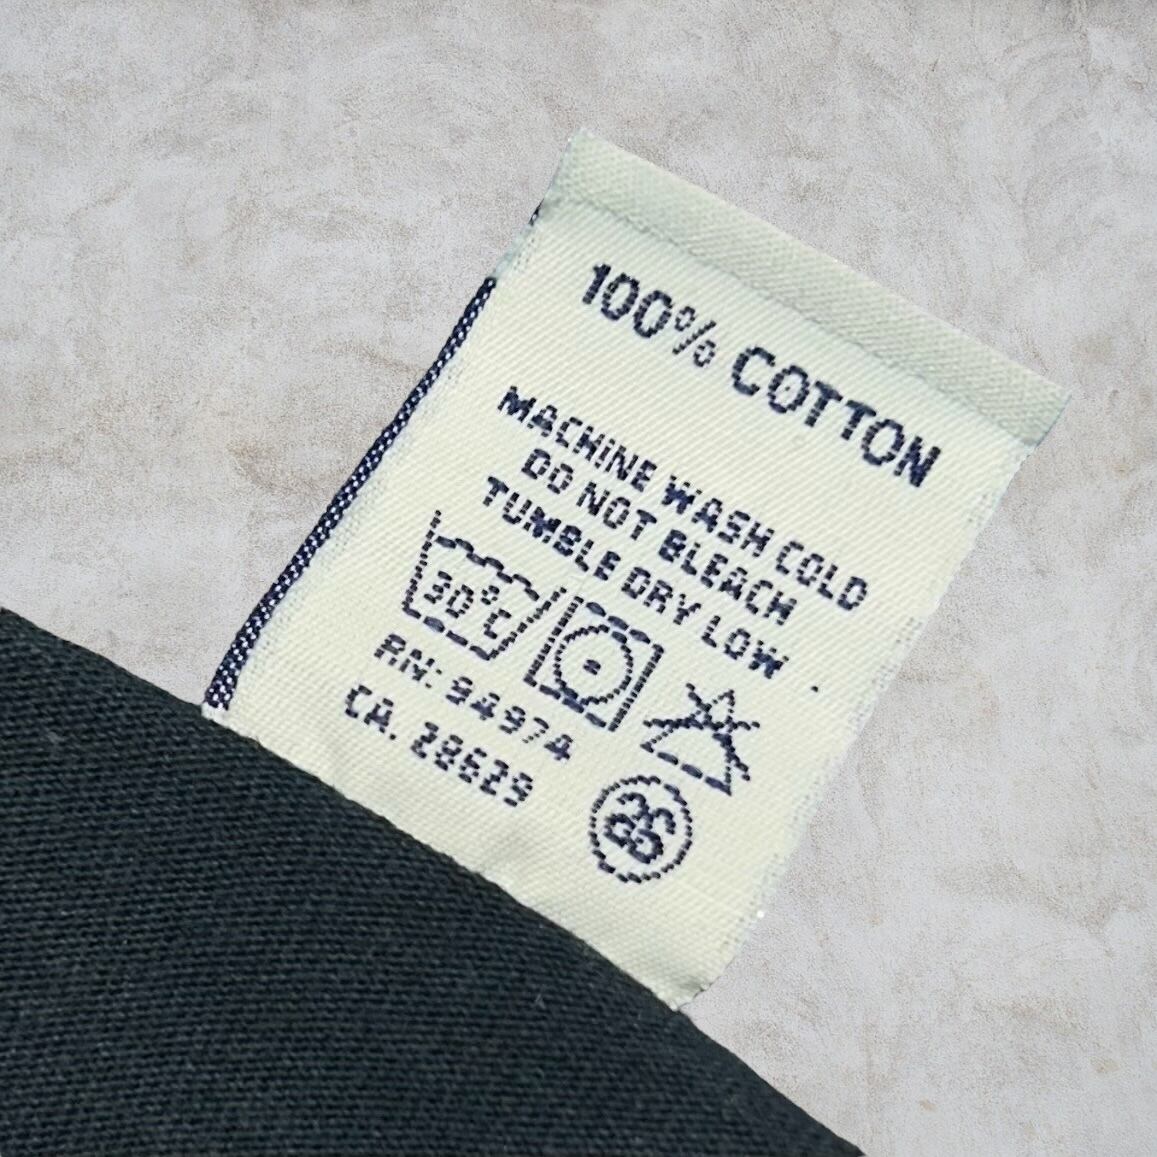 100% COTTON
MACHINE WASH COLD
DO NOT BLEACH
TUMBLE DRY LOW
30°C
RN: 94974
CA. 28629